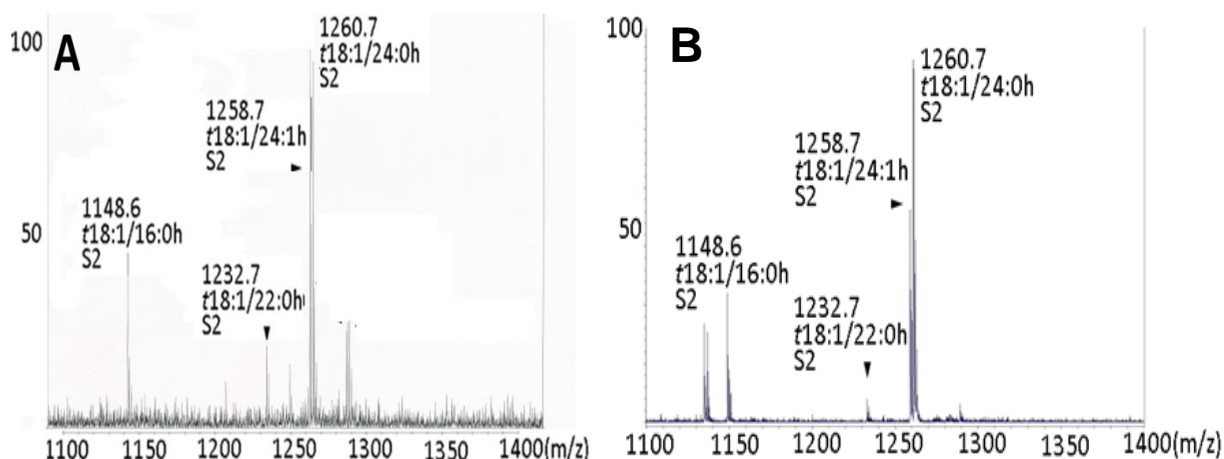 A
100
50
1260.7
t18:1/24:0h
S2
1258.7
t18:1/24:1h
S2
1148.6
t18:1/16:0h
S2
1232.7
t18:1/22:0h
S2
1100 1150 1200 1250 1300 1350 1400(m/z)
B
100
50
1260.7
t18:1/24:0h
S2
1258.7
t18:1/24:1h
S2
1148.6
t18:1/16:0h
S2
1232.7
t18:1/22:0h
S2
1100 1150 1200 1250 1300 1350 1400(m/z)